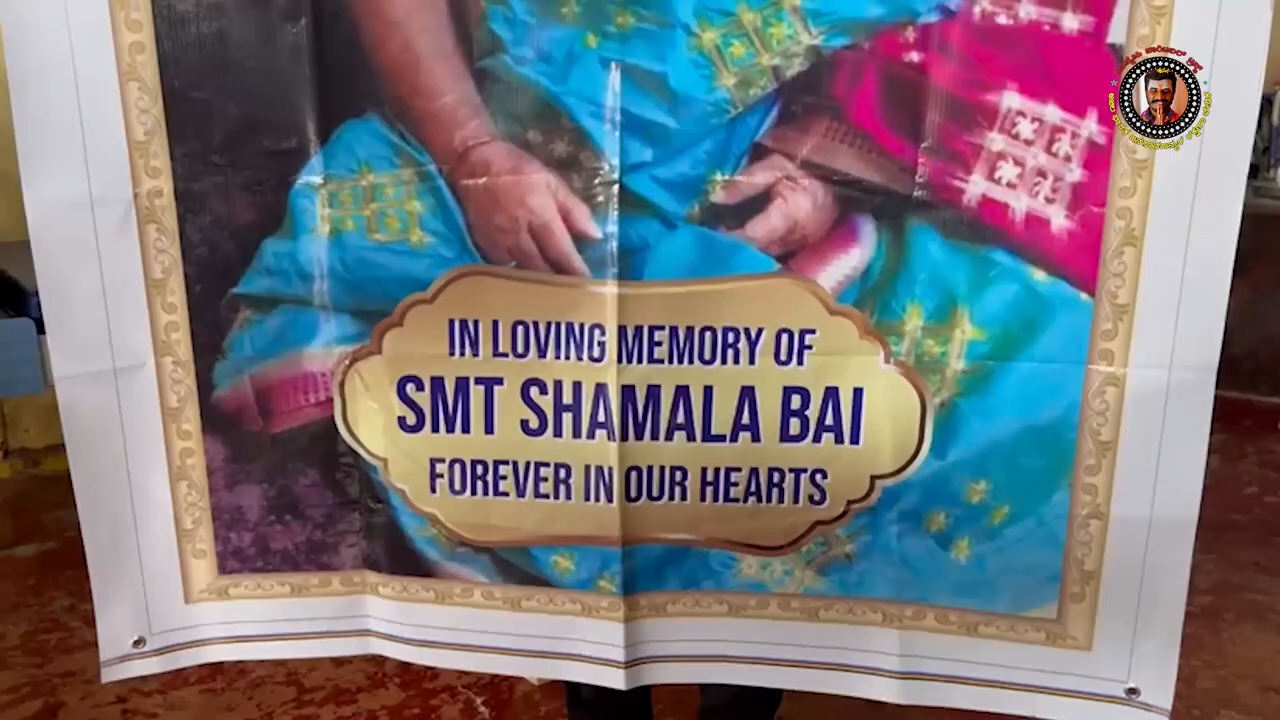 IN LOVING MEMORY OF
SMT SHAMALA BAI
FOREVER IN OUR HEARTS